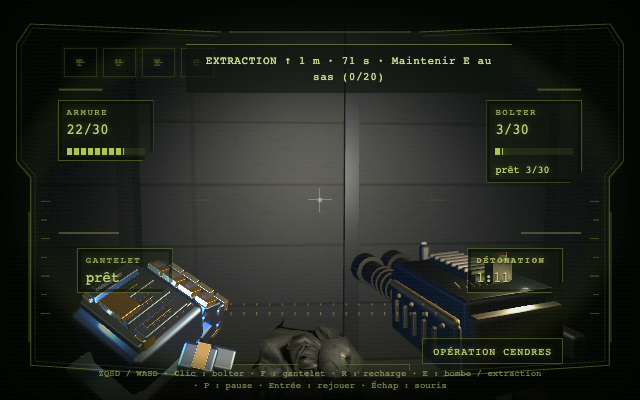 EXTRACTION ↑ 1 m · 71 s · Maintenir E au
sas (0/20)
ARMURE
22/30
BOLTER
3/30
prêt 3/30
GANTELET
prêt
DÉTONATION
1:11
OPÉRATION CENDRES
ZQSD / WASD · Clic : bolter · F : gantelet · R : recharge · E : bombe / extraction
· P : pause · Entrée : rejouer · Échap : souris